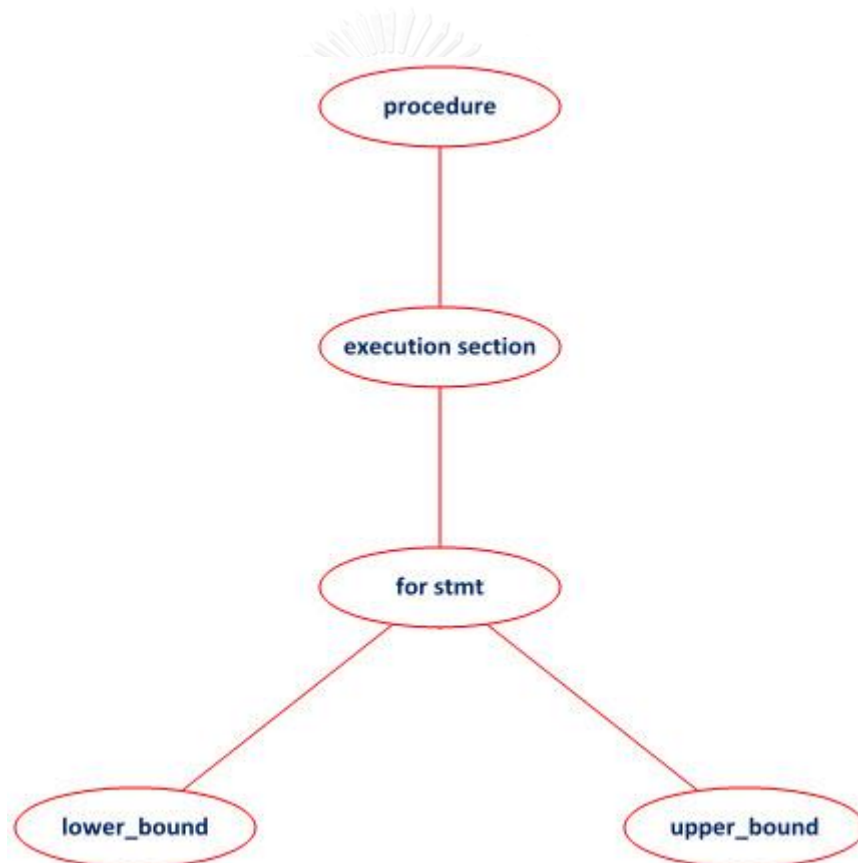 procedure
execution section
for stmt
lower_bound
upper_bound